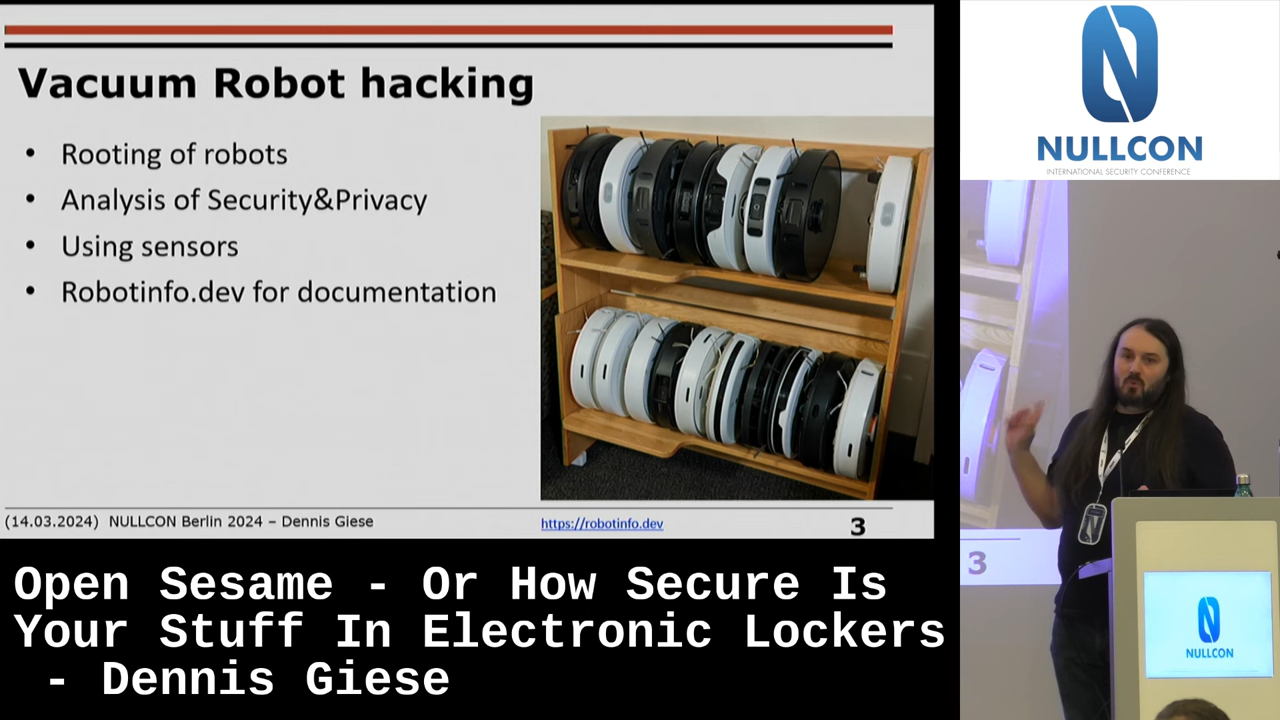 Vacuum Robot hacking
• Rooting of robots
• Analysis of Security&Privacy
• Using sensors
• Robotinfo.dev for documentation
(14.03.2024) NULLCON Berlin 2024 – Dennis Giese
https://robotinfo.dev
3
Open Sesame - Or How Secure Is
Your Stuff In Electronic Lockers
- Dennis Giese
NULLCON
INTERNATIONAL SECURITY CONFERENCE
3
NULLCON